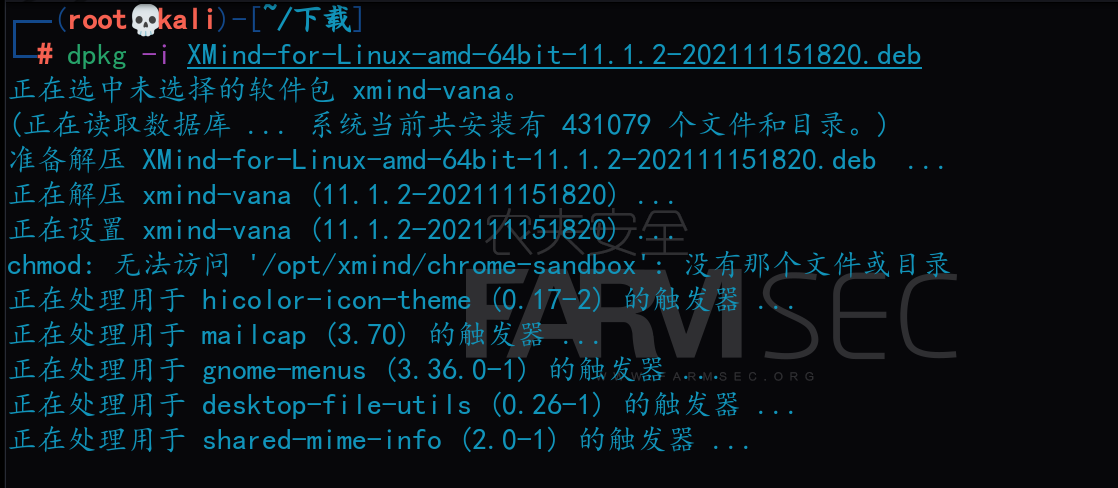 (root💀kali)-[~/下載]
# dpkg -i XMind-for-Linux-amd-64bit-11.1.2-202111151820.deb
正在选中未选择的软件包 xmind-vana。
(正在读取数据库 ... 系统当前共安装有 431079 个文件和目录。)
准备解压 XMind-for-Linux-amd-64bit-11.1.2-202111151820.deb ...
正在解压 xmind-vana (11.1.2-202111151820) ...
正在设置 xmind-vana (11.1.2-202111151820) ...
农夫安全
chmod: 无法访问 '/opt/xmind/chrome-sandbox': 没有那个文件或目录
正在处理用于 hicolor-icon-theme (0.17-2) 的触发器 ...
FARMSEC
正在处理用于 mailcap (3.70) 的触发器 ...
正在处理用于 gnome-menus (3.36.0-1) 的触发器 ...
WWW.FARMSEC.ORG
正在处理用于 desktop-file-utils (0.26-1) 的触发器 ...
正在处理用于 shared-mime-info (2.0-1) 的触发器 ...